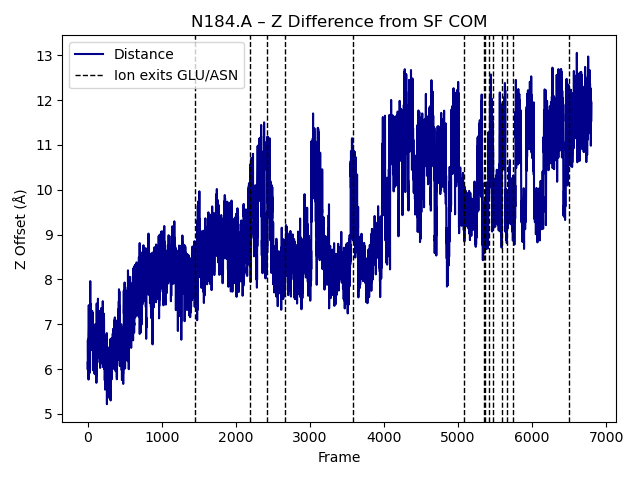 N184.A – Z Difference from SF COM
Distance
Ion exits GLU/ASN
13
12
11
10
9
8
7
6
5
Z Offset (Å)
0 1000 2000 3000 4000 5000 6000 7000
Frame